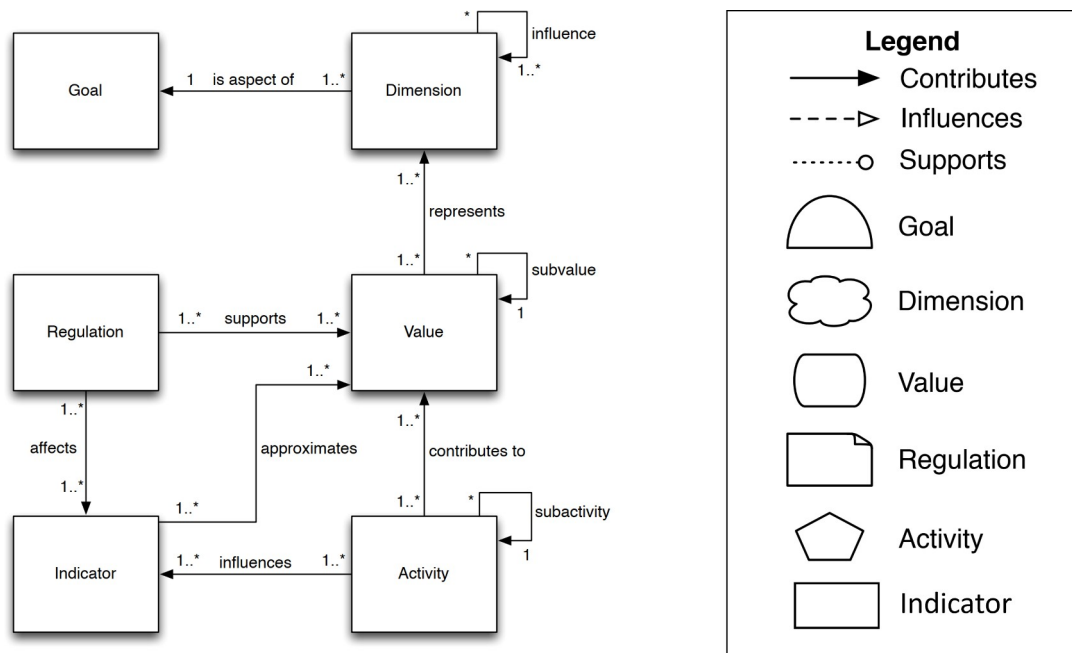 *
influence
1..*
Goal
1 is aspect of 1..*
Dimension
1..*
represents
1..*
*
subvalue
1
Regulation
1..* supports 1..*
Value
1..*
1..*
affects
1..*
approximates
1..*
1..*
contributes to
1..*
*
subactivity
1
Indicator
1..* influences 1..*
Activity
Legend
Contributes
Influences
Supports
Goal
Dimension
Value
Regulation
Activity
Indicator